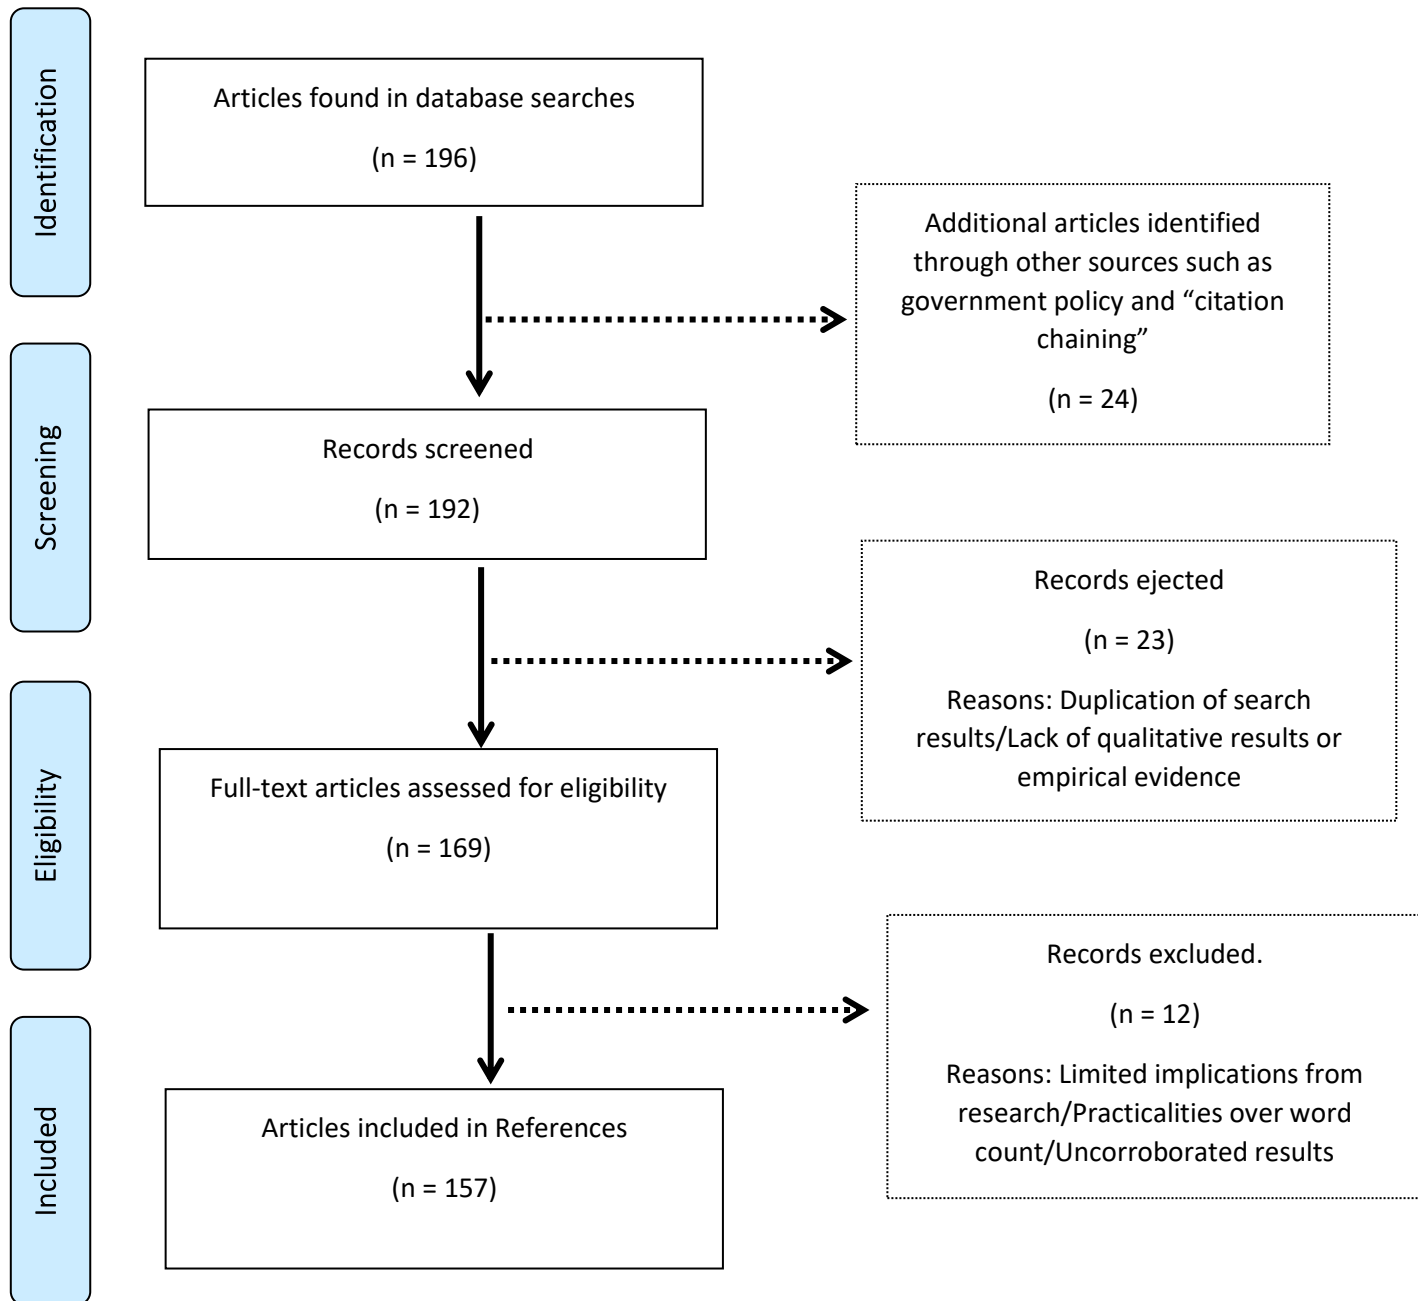 Identification
Articles found in database searches
(n = 196)
Additional articles identified
through other sources such as
government policy and “citation
chaining”
(n = 24)
Screening
Records screened
(n = 192)
Records ejected
(n = 23)
Reasons: Duplication of search
results/Lack of qualitative results or
empirical evidence
Eligibility
Full-text articles assessed for eligibility
(n = 169)
Records excluded.
(n = 12)
Reasons: Limited implications from
research/Practicalities over word
count/Uncorroborated results
Included
Articles included in References
(n = 157)